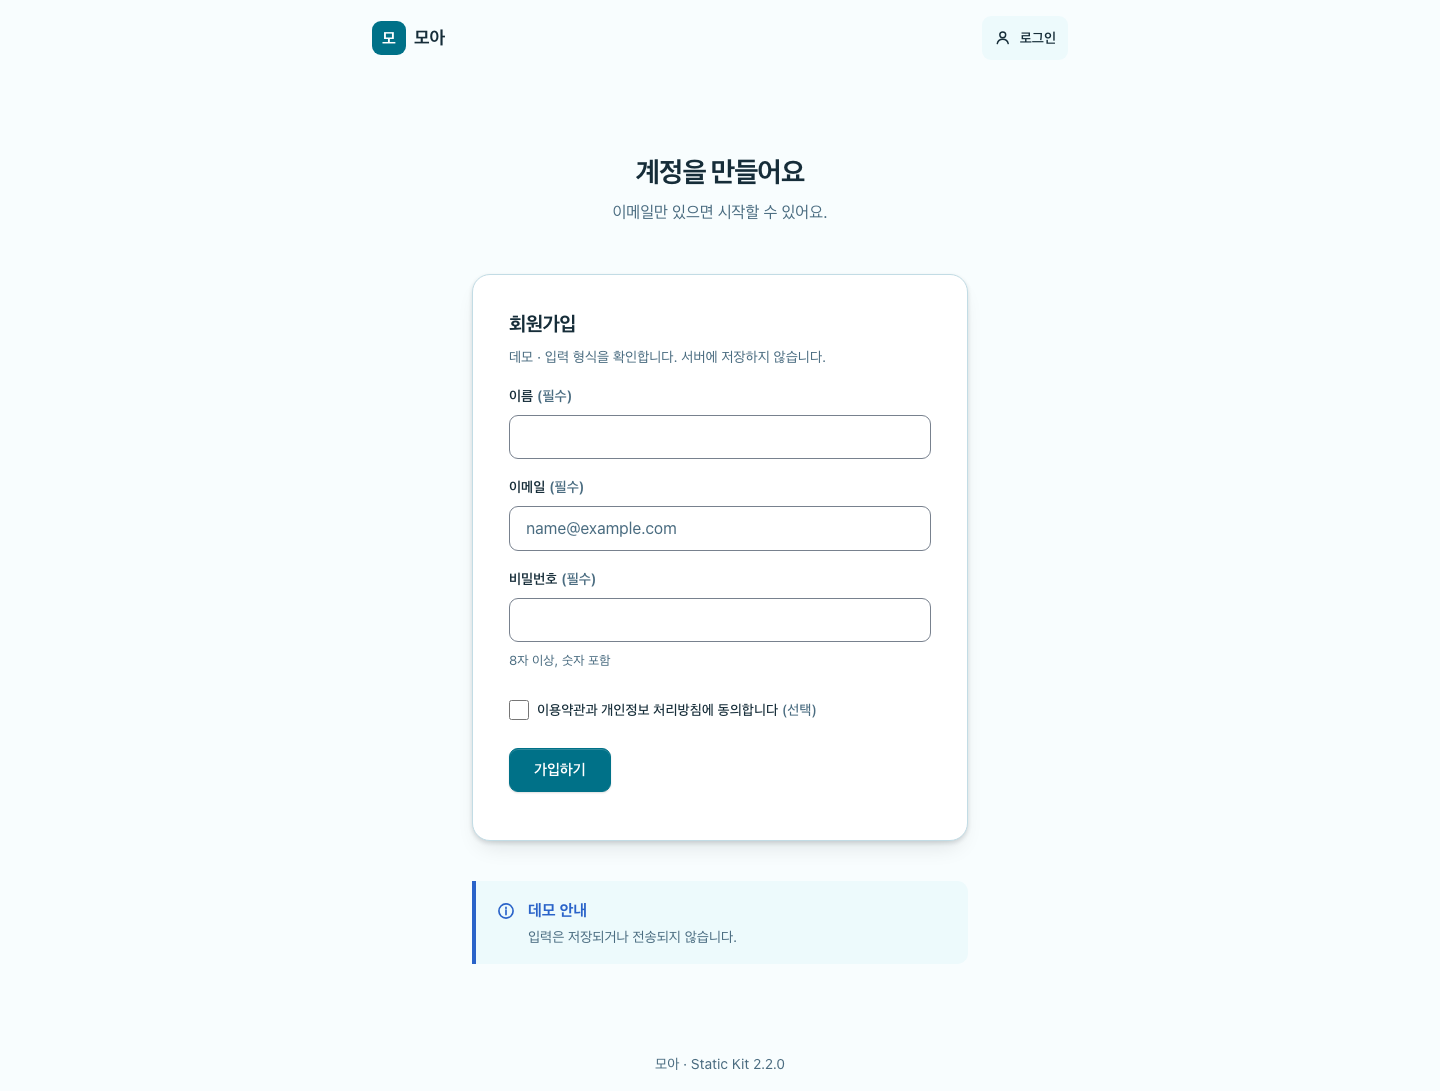 모 모아
로그인
계정을 만들어요
이메일만 있으면 시작할 수 있어요.
회원가입
데모 · 입력 형식을 확인합니다. 서버에 저장하지 않습니다.
이름 (필수)
이메일 (필수)
name@example.com
비밀번호 (필수)
8자 이상, 숫자 포함
이용약관과 개인정보 처리방침에 동의합니다 (선택)
가입하기
데모 안내
입력은 저장되거나 전송되지 않습니다.
모아 · Static Kit 2.2.0